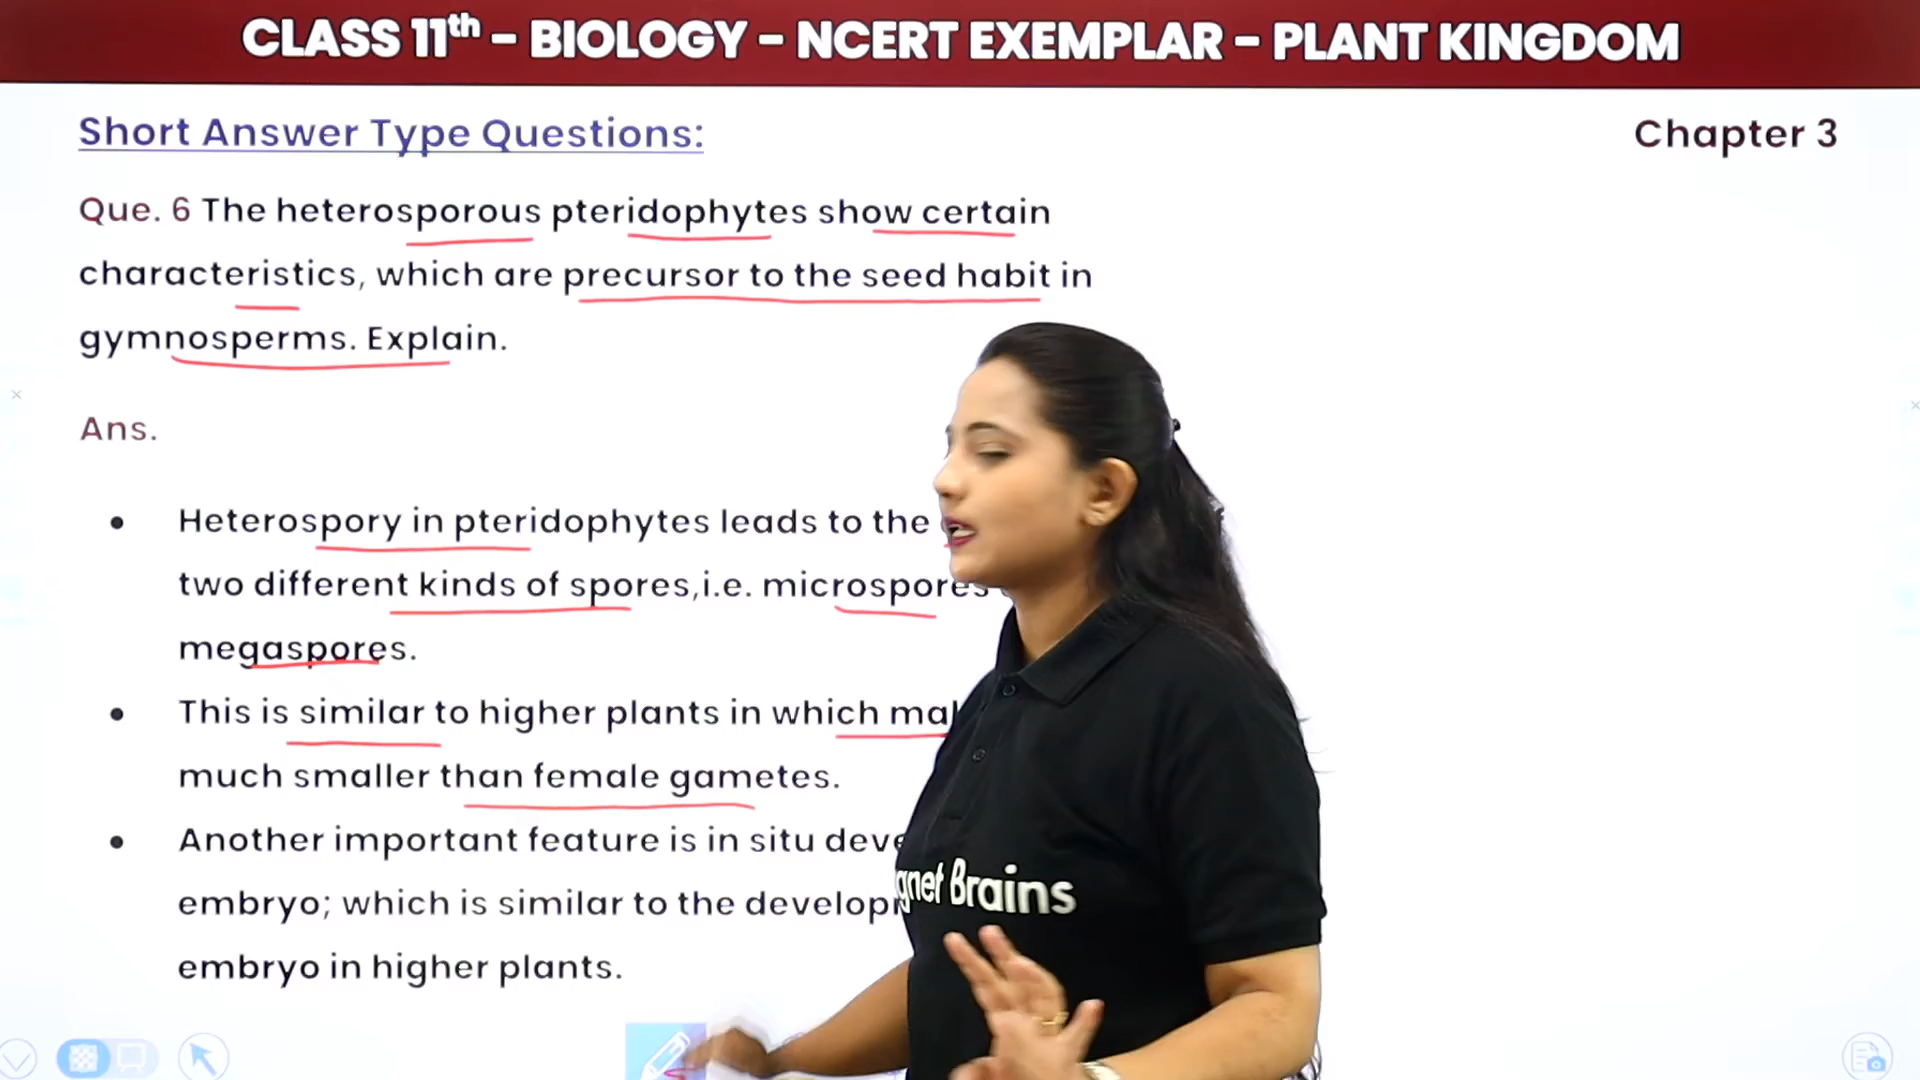 CLASS 11th - BIOLOGY - NCERT EXEMPLAR - PLANT KINGDOM
Short Answer Type Questions:
Chapter 3
Que. 6 The heterosporous pteridophytes show certain
characteristics, which are precursor to the seed habit in
gymnosperms. Explain.
Ans.
• Heterospory in pteridophytes leads to the
two different kinds of spores,i.e. microspores
megaspores.
• This is similar to higher plants in which
much smaller than female gametes.
• Another important feature is in situ
embryo; which is similar to the
embryo in higher plants.
Brains